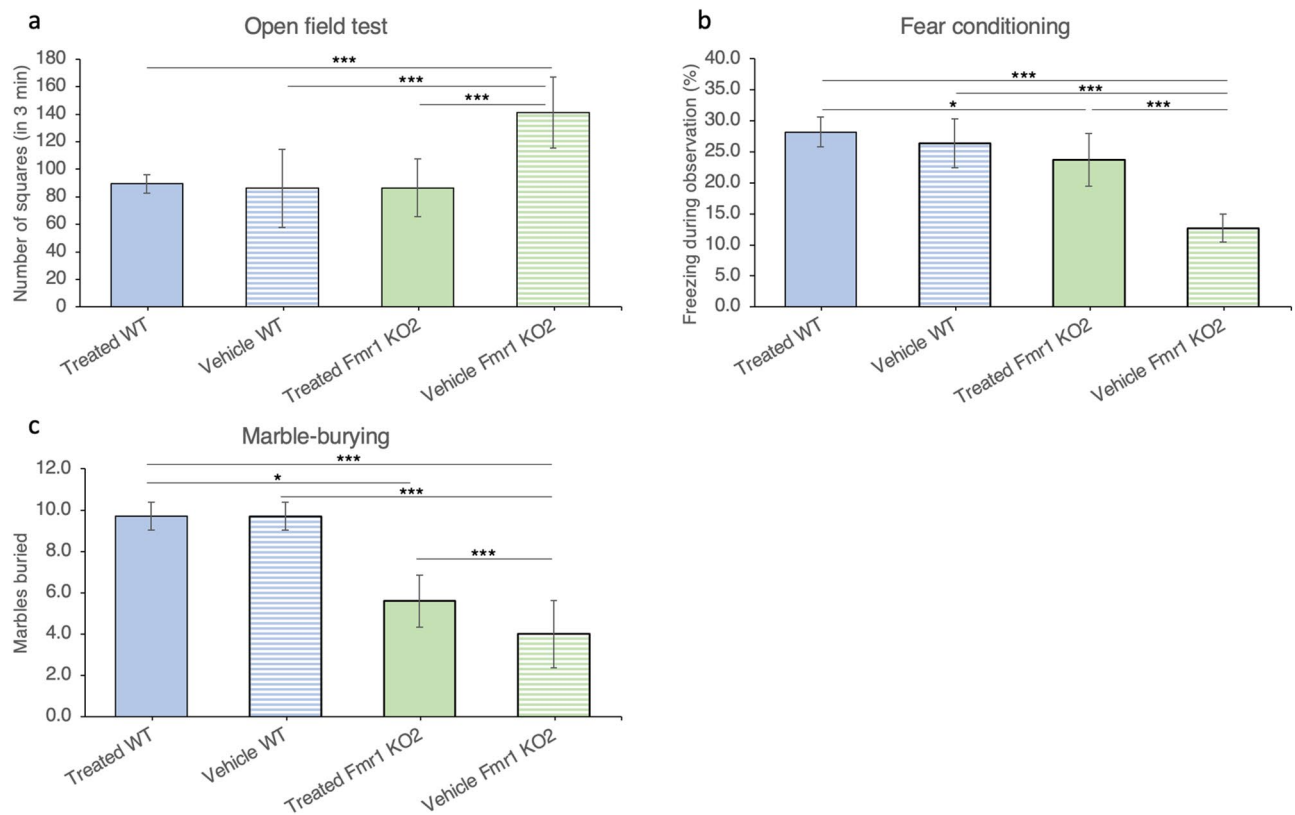 a
Open field test
Number of squares (in 3 min)
180
160
140
120
100
80
60
40
20
0
***
***
***
Treated WT
Vehicle WT
Treated Fmr1 KO2
Vehicle Fmr1 KO2
b
Fear conditioning
Freezing during observation (%)
40.0
35.0
30.0
25.0
20.0
15.0
10.0
5.0
0.0
***
***
*
***
Treated WT
Vehicle WT
Treated Fmr1 KO2
Vehicle Fmr1 KO2
c
Marble-burying
Marbles buried
12.0
10.0
8.0
6.0
4.0
2.0
0.0
***
*
***
***
Treated WT
Vehicle WT
Treated Fmr1 KO2
Vehicle Fmr1 KO2